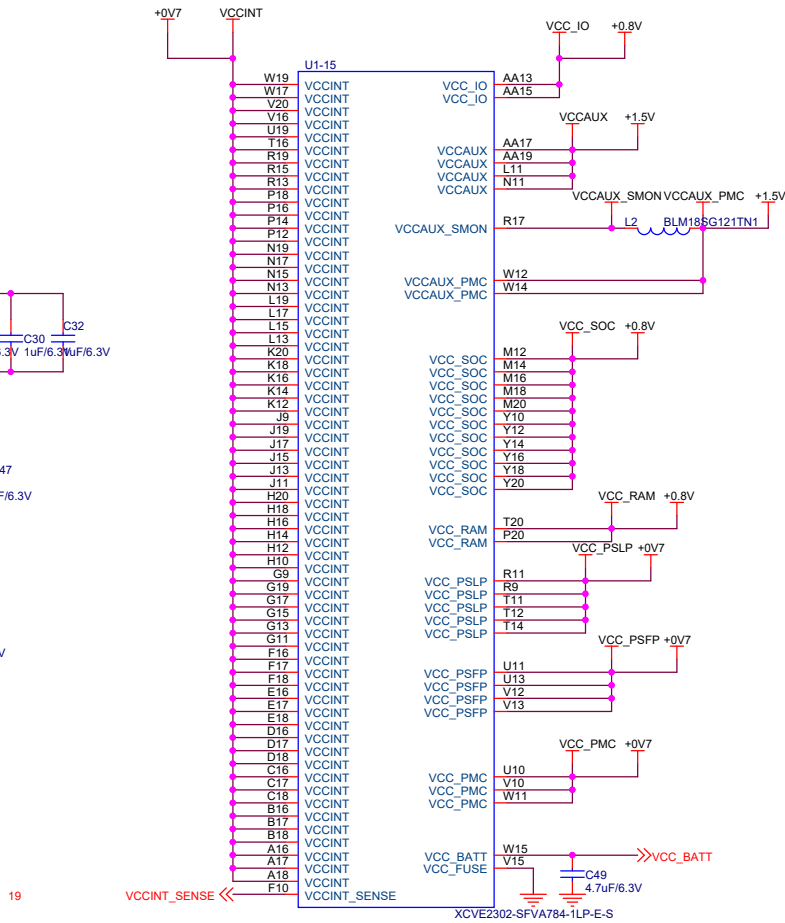 +0V7 VCCINT
VCC_IO +0.8V
U1-15
W19 VCCINT VCC_IO AA13
W17 VCCINT VCC_IO AA15
V20 VCCINT
V16 VCCINT VCCAUX +1.5V
U19 VCCINT
T16 VCCINT VCCAUX AA17
R19 VCCINT VCCAUX AA19
R15 VCCINT VCCAUX L11
R13 VCCINT VCCAUX N11
P18 VCCINT VCCAUX_SMON VCCAUX_PMC +1.5V
P16 VCCINT
P14 VCCINT VCCAUX_SMON R17 L2 BLM18SG121TN1
P12 VCCINT
N19 VCCINT
N17 VCCINT
N15 VCCINT VCCAUX_PMC W12
N13 VCCINT VCCAUX_PMC W14
L19 VCCINT
L17 VCCINT
L15 VCCINT VCC_SOC +0.8V
L13 VCCINT
K20 VCCINT VCC_SOC M12
K18 VCCINT VCC_SOC M14
K16 VCCINT VCC_SOC M16
K14 VCCINT VCC_SOC M18
K12 VCCINT VCC_SOC M20
J9 VCCINT VCC_SOC Y10
J19 VCCINT VCC_SOC Y12
J17 VCCINT VCC_SOC Y14
J15 VCCINT VCC_SOC Y16
J13 VCCINT VCC_SOC Y18
J11 VCCINT VCC_SOC Y20
H20 VCCINT VCC_RAM +0.8V
H18 VCCINT
H16 VCCINT VCC_RAM T20
H14 VCCINT VCC_RAM P20
H12 VCCINT VCC_PSLP +0V7
H10 VCCINT
G9 VCCINT VCC_PSLP R11
G19 VCCINT VCC_PSLP R9
G17 VCCINT VCC_PSLP T11
G15 VCCINT VCC_PSLP T12
G13 VCCINT VCC_PSLP T14
G11 VCCINT VCC_PSFP +0V7
F16 VCCINT
F17 VCCINT VCC_PSFP U11
F18 VCCINT VCC_PSFP U13
E16 VCCINT VCC_PSFP V12
E17 VCCINT VCC_PSFP V13
E18 VCCINT
D16 VCCINT
D17 VCCINT VCC_PMC +0V7
D18 VCCINT
C16 VCCINT VCC_PMC U10
C17 VCCINT VCC_PMC V10
C18 VCCINT VCC_PMC W11
B16 VCCINT
B17 VCCINT
B18 VCCINT
A16 VCCINT VCC_BATT W15 VCC_BATT
A17 VCCINT VCC_FUSE V15
A18 VCCINT C49
VCCINT_SENSE F10 VCCINT_SENSE 4.7uF/6.3V
XCVE2302-SFVA784-1LP-E-S
C32
C30
1uF/6.3V
47
F/6.3V
V
19